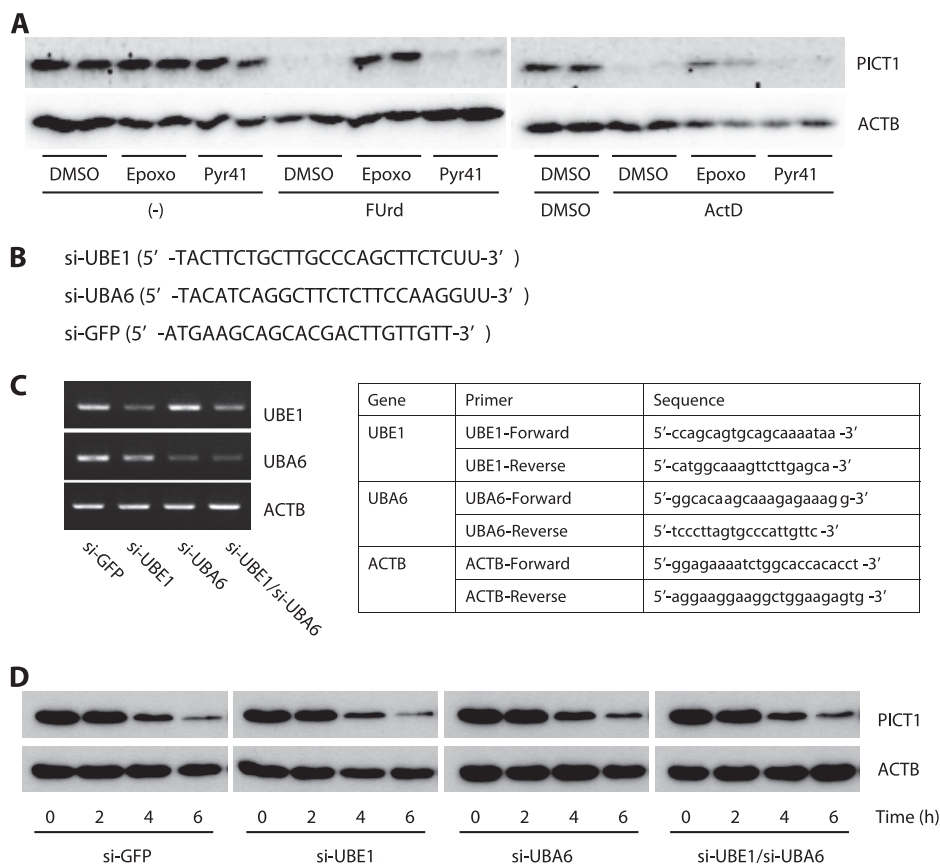 A
PICT1
ACTB
DMSO Epoxo Pyr41 DMSO Epoxo Pyr41 DMSO DMSO Epoxo Pyr41
(-) FUrd DMSO ActD
B
si-UBE1 (5’ -TACTTCTGCTTGCCCAGCTTCTCUU-3’ )
si-UBA6 (5’ -TACATCAGGCTTCTCTTCCAAGGUU-3’ )
si-GFP (5’ -ATGAAGCAGCACGACTTGTTGTT-3’ )
C
UBE1
UBA6
ACTB
si-GFP
si-UBE1
si-UBA6
si-UBE1/si-UBA6
Gene Primer Sequence
UBE1 UBE1-Forward 5’-ccagcagtgcagcaaaataa -3’
UBE1-Reverse 5’-catggcaaagttcttgagca -3’
UBA6 UBA6-Forward 5’-ggcacaagcaaagagaaag g-3’
UBA6-Reverse 5’-tcccttagtgcccattgttc -3’
ACTB ACTB-Forward 5’-ggagaaaatctggcaccacacct -3’
ACTB-Reverse 5’-aggaaggaaggctggaagagtg -3’
D
PICT1
ACTB
0 2 4 6 0 2 4 6 0 2 4 6 0 2 4 6 Time (h)
si-GFP si-UBE1 si-UBA6 si-UBE1/si-UBA6